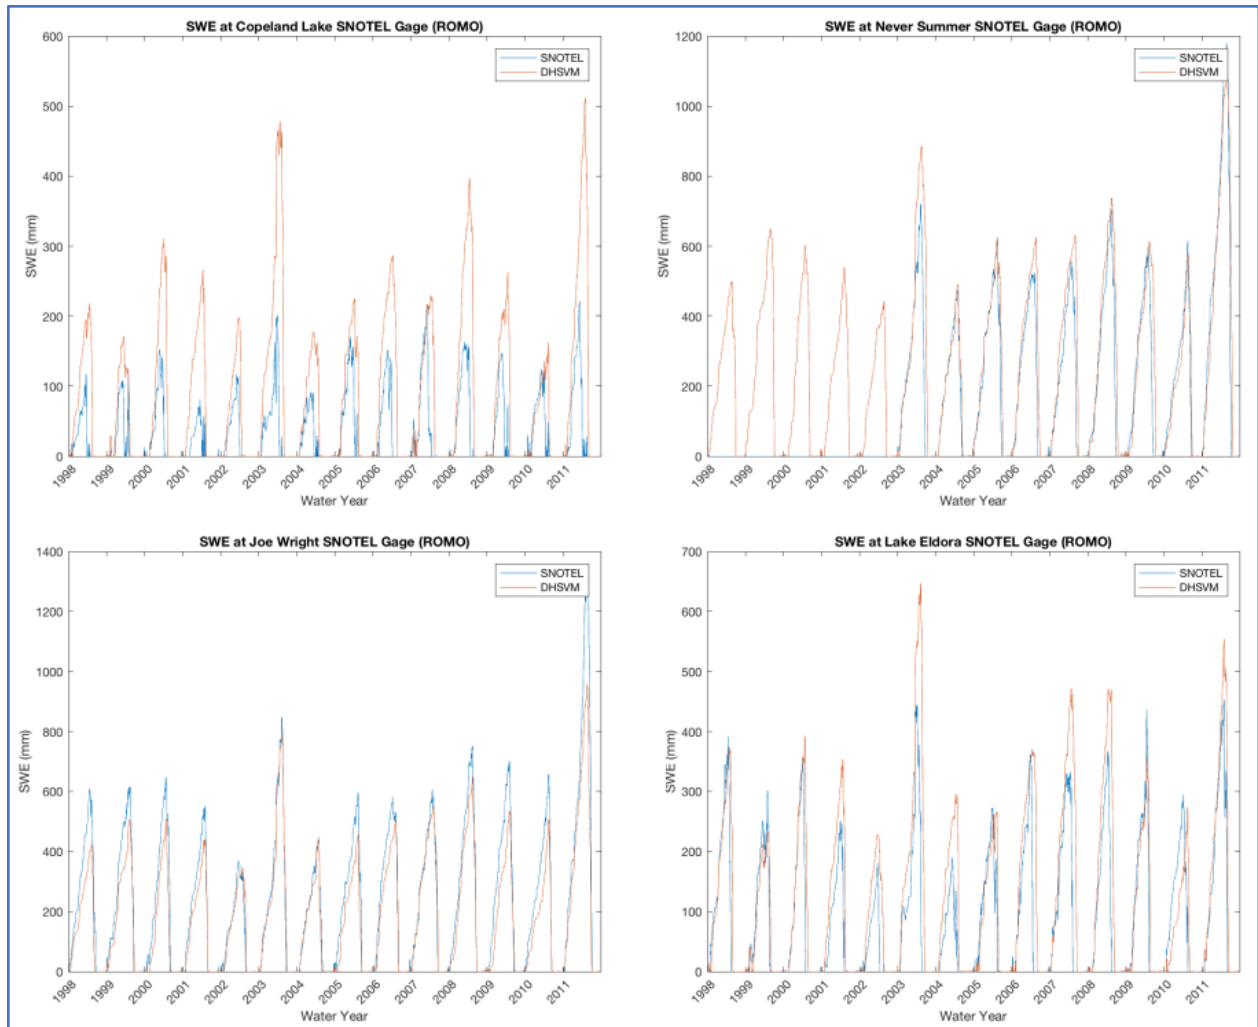 SWE at Copeland Lake SNOTEL Gage (ROMO)
600
500
400
300
200
100
0
SWE (mm)
SNOTEL
DHSVM
1998 1999 2000 2001 2002 2003 2004 2005 2006 2007 2008 2009 2010 2011
Water Year
SWE at Never Summer SNOTEL Gage (ROMO)
1200
1000
800
600
400
200
0
SWE (mm)
SNOTEL
DHSVM
1998 1999 2000 2001 2002 2003 2004 2005 2006 2007 2008 2009 2010 2011
Water Year
SWE at Joe Wright SNOTEL Gage (ROMO)
1400
1200
1000
800
600
400
200
0
SWE (mm)
SNOTEL
DHSVM
1998 1999 2000 2001 2002 2003 2004 2005 2006 2007 2008 2009 2010 2011
Water Year
SWE at Lake Eldora SNOTEL Gage (ROMO)
700
600
500
400
300
200
100
0
SWE (mm)
SNOTEL
DHSVM
1998 1999 2000 2001 2002 2003 2004 2005 2006 2007 2008 2009 2010 2011
Water Year